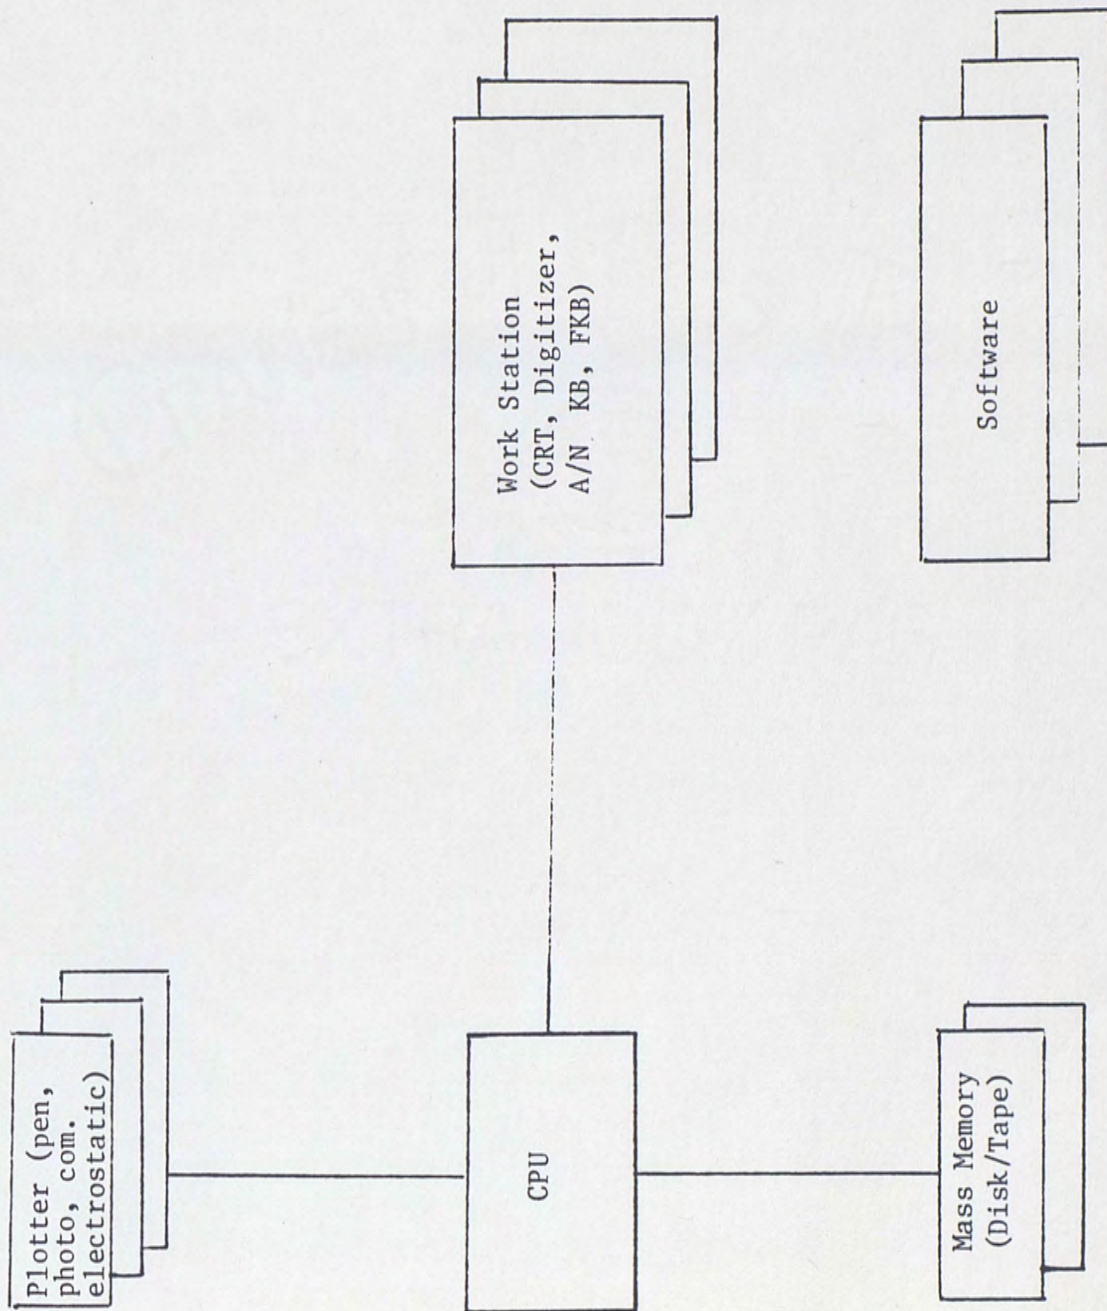 Plotter (pen,
photo, com.
electrostatic)
CPU
Mass Memory
(Disk/Tape)
Work Station
(CRT, Digitizer,
A/N KB, FKB)
Software